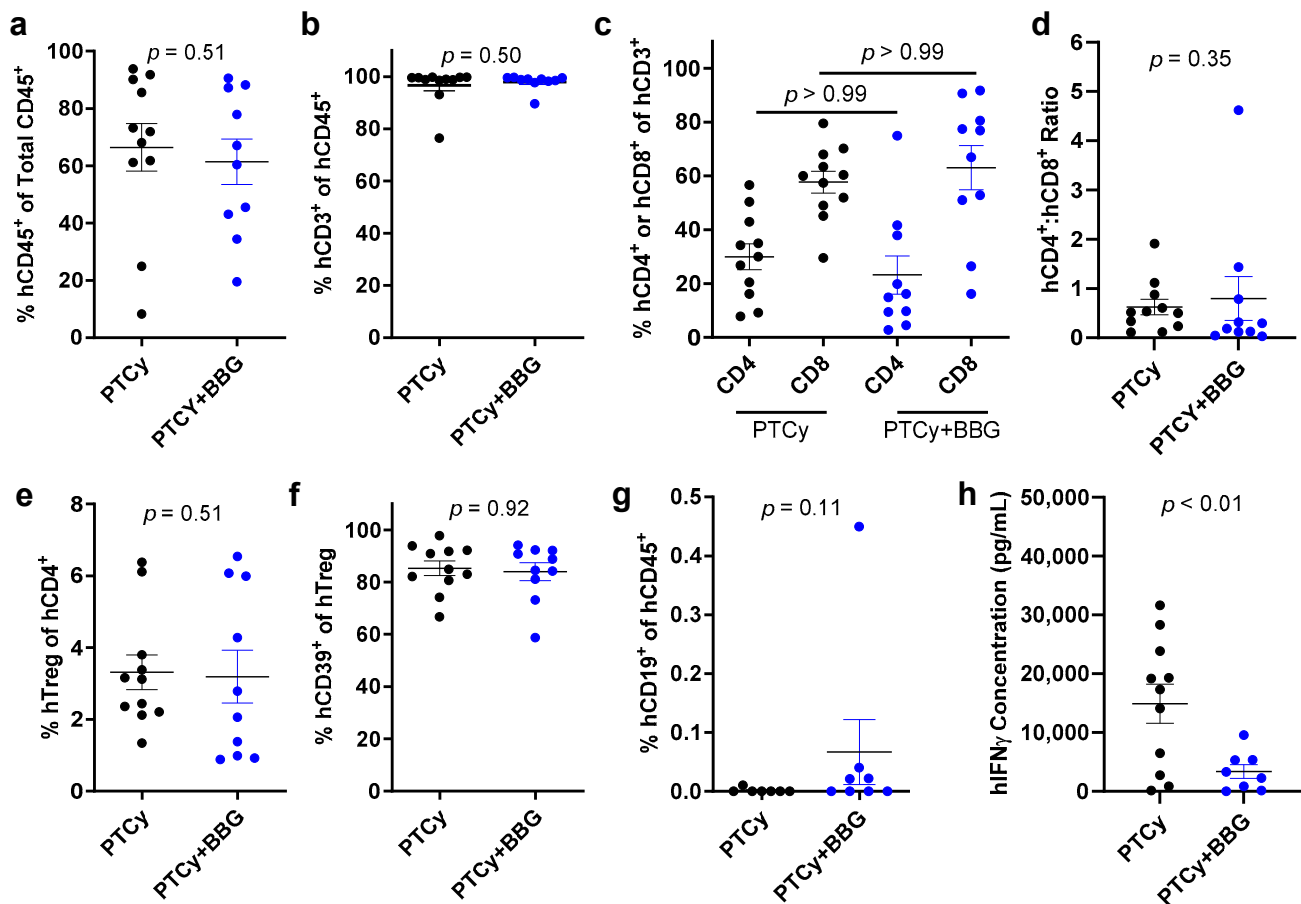 a
p = 0.51
% hCD45⁺ of Total CD45⁺
100
80
60
40
20
0
PTCy
PTCY+BBG
b
p = 0.50
% hCD3⁺ of hCD45⁺
100
80
60
40
20
0
PTCy
PTCy+BBG
c
p > 0.99
p > 0.99
% hCD4⁺ or hCD8⁺ of hCD3⁺
100
80
60
40
20
0
CD4
CD8
CD4
CD8
PTCy
PTCy+BBG
d
p = 0.35
hCD4⁺:hCD8⁺ Ratio
6
5
4
3
2
1
0
PTCy
PTCY+BBG
e
p = 0.51
% hTreg of hCD4⁺
8
6
4
2
0
PTCy
PTCy+BBG
f
p = 0.92
% hCD39⁺ of hTreg
100
80
60
40
20
0
PTCy
PTCy+BBG
g
p = 0.11
% hCD19⁺ of hCD45⁺
0.5
0.4
0.3
0.2
0.1
0.0
PTCy
PTCy+BBG
h
p < 0.01
hIFNγ Concentration (pg/mL)
50,000
40,000
30,000
20,000
10,000
0
PTCy
PTCy+BBG